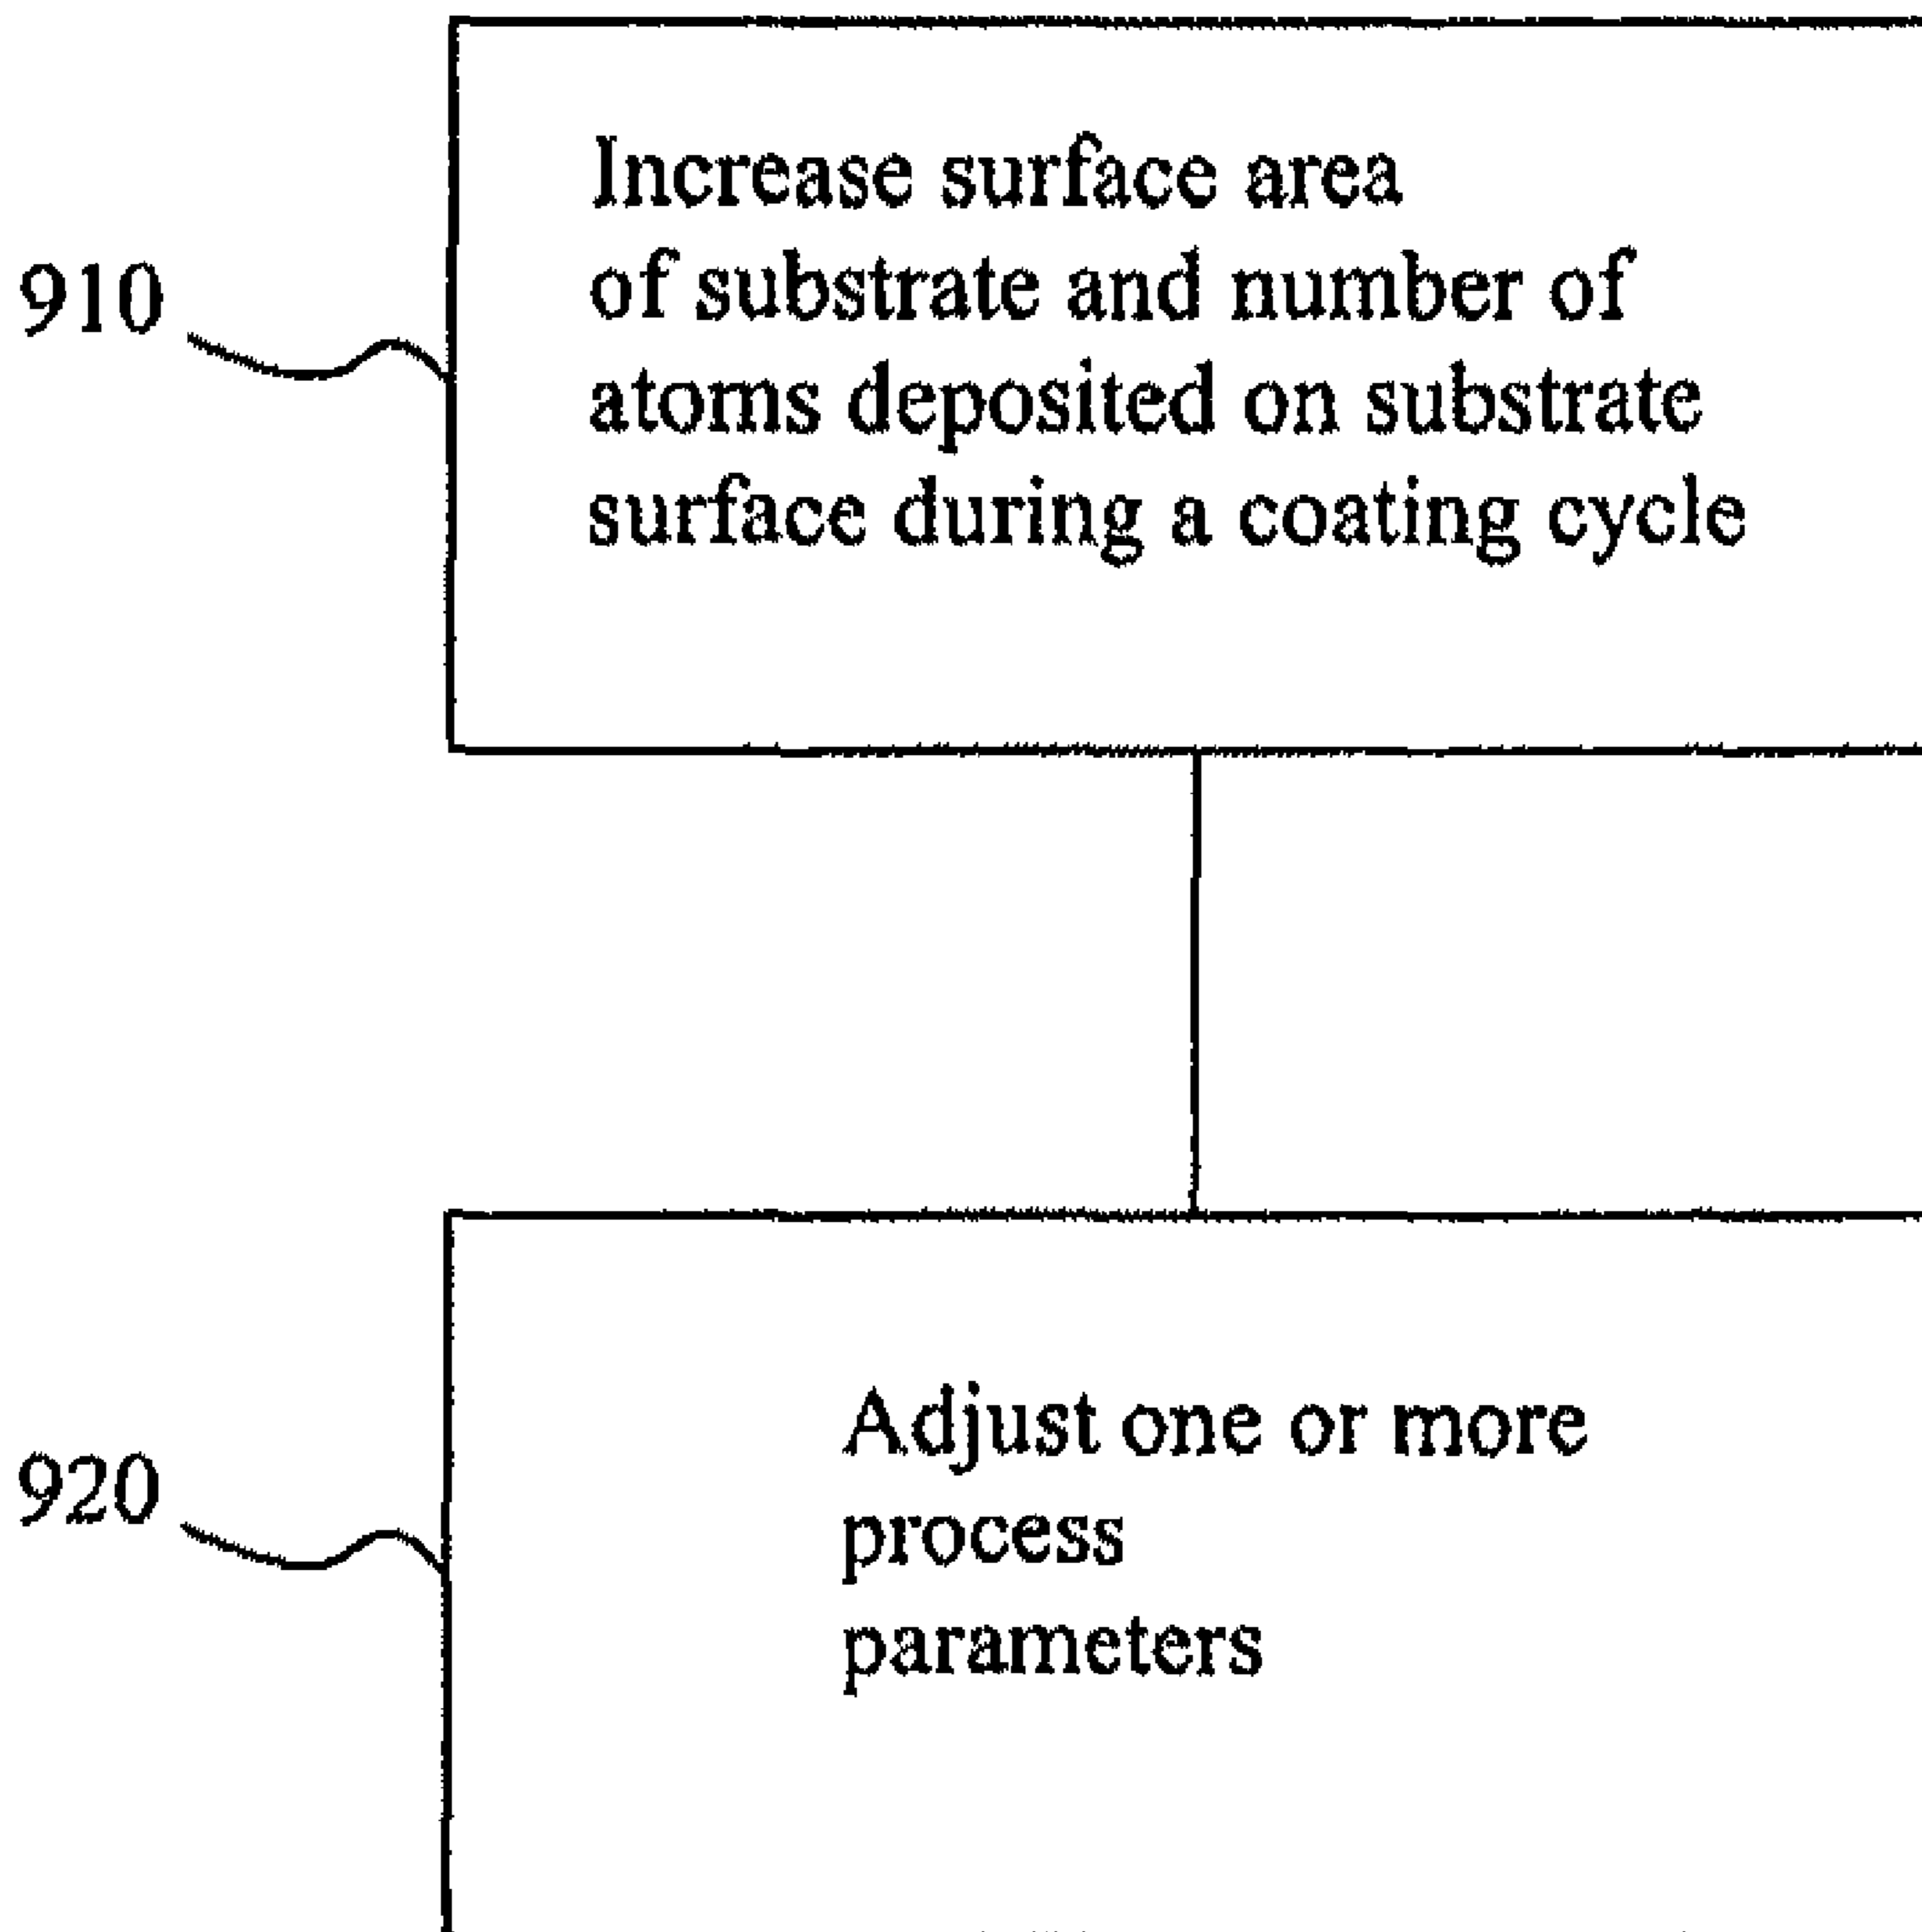 910
Increase surface area
of substrate and number of
atoms deposited on substrate
surface during a coating cycle
920
Adjust one or more
process
parameters